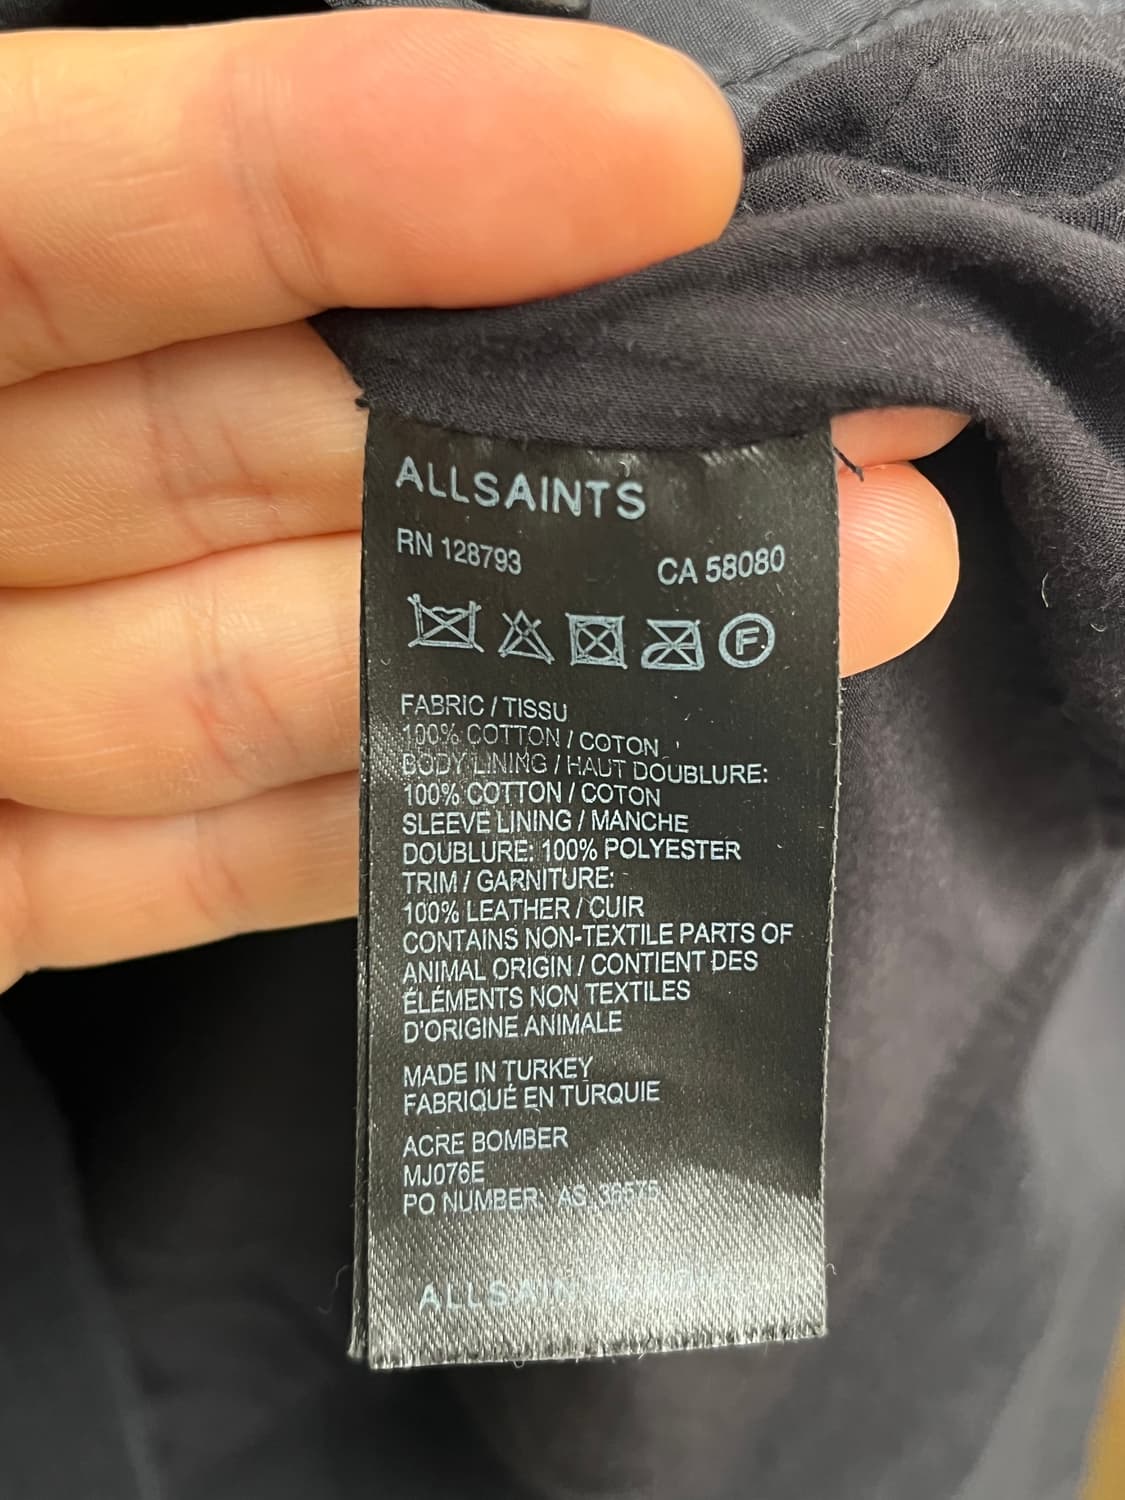 ALLSAINTS
RN 128793 CA 58080
F
FABRIC / TISSU
100% COTTON / COTON
BODY LINING / HAUT DOUBLURE:
100% COTTON / COTON
SLEEVE LINING / MANCHE
DOUBLURE: 100% POLYESTER
TRIM / GARNITURE:
100% LEATHER / CUIR
CONTAINS NON-TEXTILE PARTS OF
ANIMAL ORIGIN / CONTIENT DES
ÉLÉMENTS NON TEXTILES
D'ORIGINE ANIMALE
MADE IN TURKEY
FABRIQUÉ EN TURQUIE
ACRE BOMBER
MJ076E
PO NUMBER: AS_36575